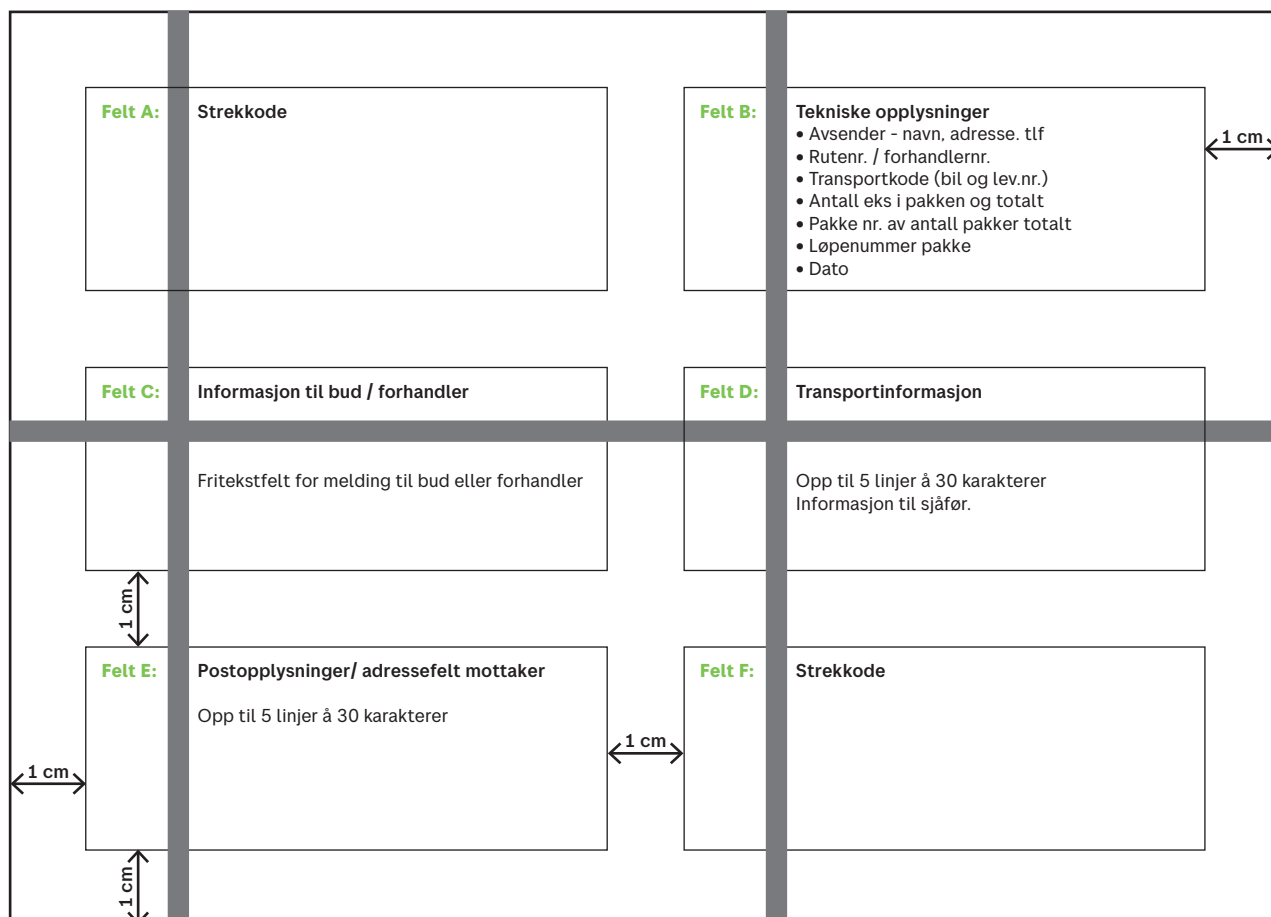 Felt A: Strekkode
Felt B: Tekniske opplysninger
• Avsender - navn, adresse. tlf
• Rutenr. / forhandlernr.
• Transportkode (bil og lev.nr.)
• Antall eks i pakken og totalt
• Pakke nr. av antall pakker totalt
• Løpenummer pakke
• Dato
1 cm
Felt C: Informasjon til bud / forhandler
Fritekstfelt for melding til bud eller forhandler
Felt D: Transportinformasjon
Opp til 5 linjer å 30 karakterer
Informasjon til sjåfør.
1 cm
Felt E: Postopplysninger/ adressefelt mottaker
Opp til 5 linjer å 30 karakterer
1 cm
1 cm
Felt F: Strekkode
1 cm